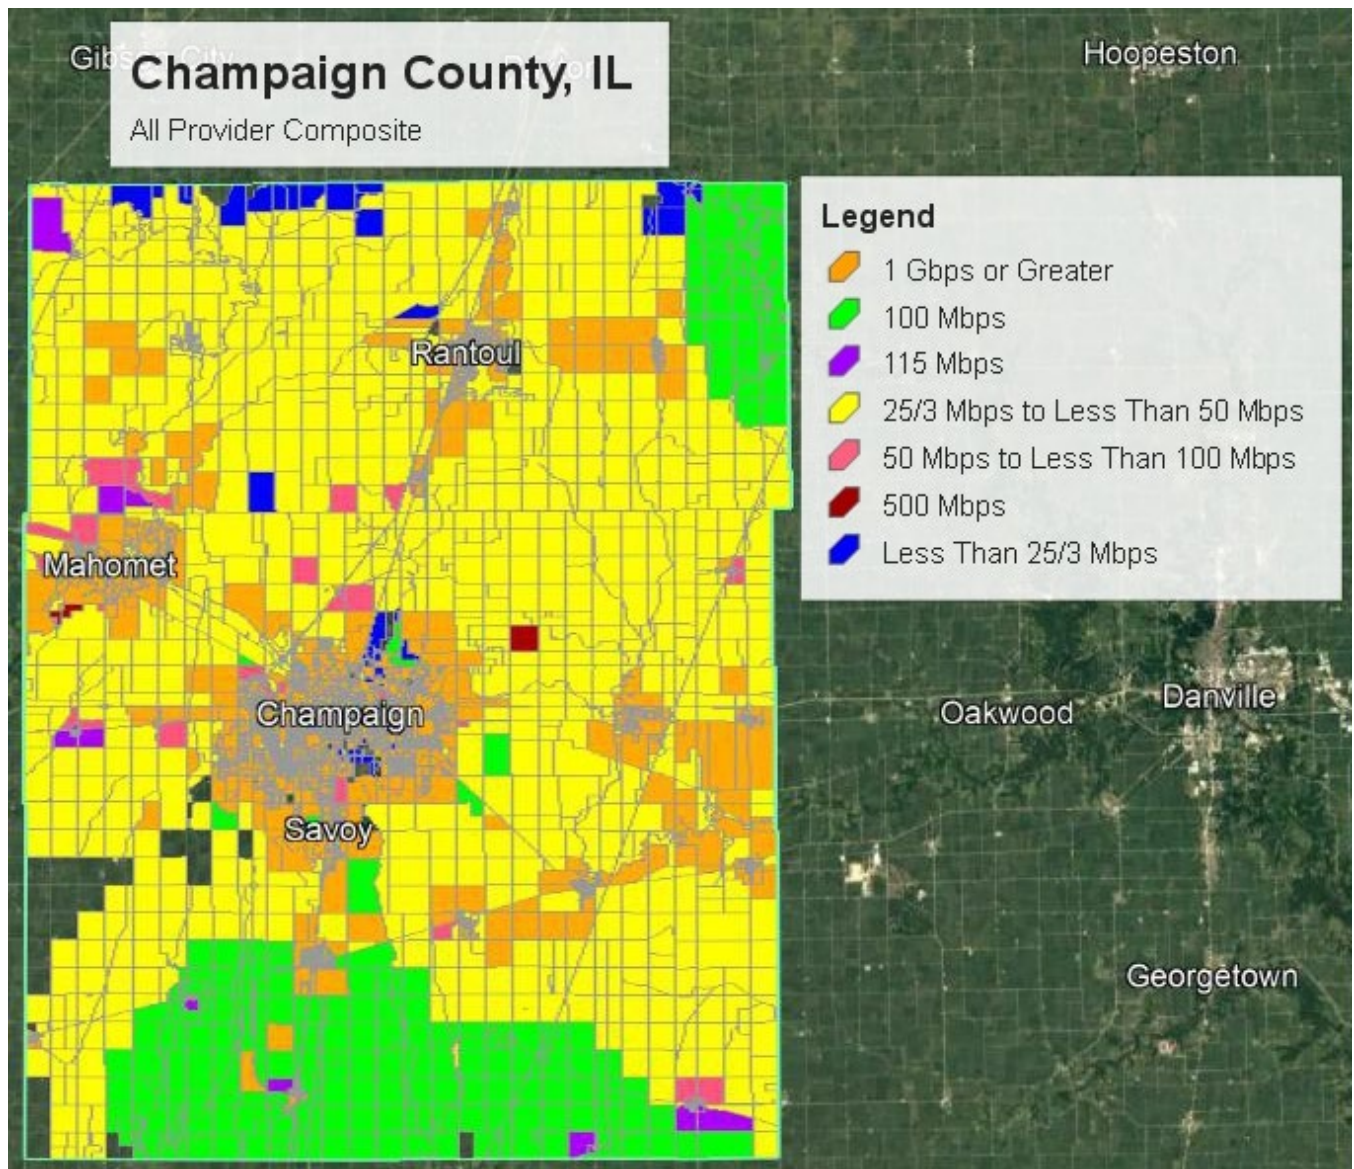 Gibson City
Hoopeston
Champaign County, IL
All Provider Composite
Legend
1 Gbps or Greater
100 Mbps
115 Mbps
25/3 Mbps to Less Than 50 Mbps
50 Mbps to Less Than 100 Mbps
500 Mbps
Less Than 25/3 Mbps
Rantoul
Mahomet
Champaign
Oakwood
Danville
Savoy
Georgetown